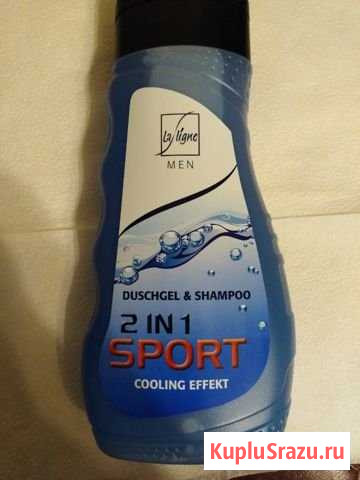 La ligne
MEN
DUSCHGEL & SHAMPOO
2 IN 1
SPORT
COOLING EFFEKT
KupluSrazu.ru